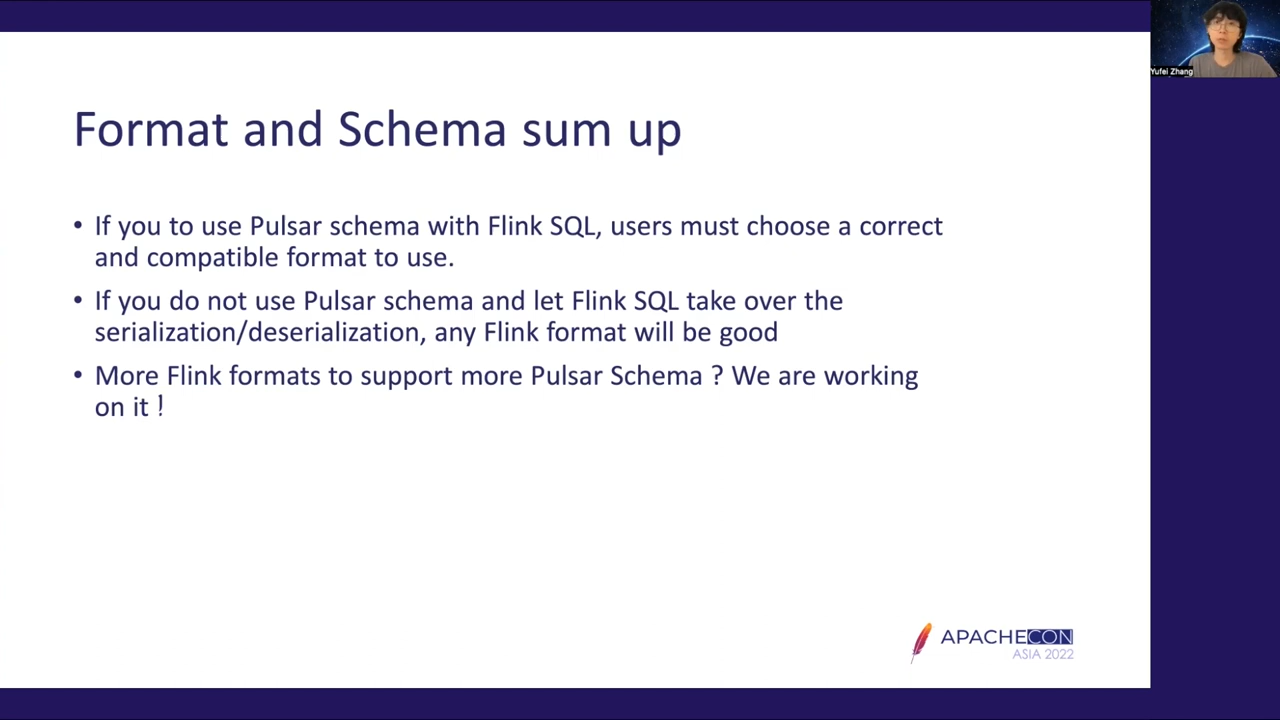 Yufei Zhang
Format and Schema sum up
• If you to use Pulsar schema with Flink SQL, users must choose a correct
and compatible format to use.
• If you do not use Pulsar schema and let Flink SQL take over the
serialization/deserialization, any Flink format will be good
• More Flink formats to support more Pulsar Schema ? We are working
on it !
APACHECON
ASIA 2022